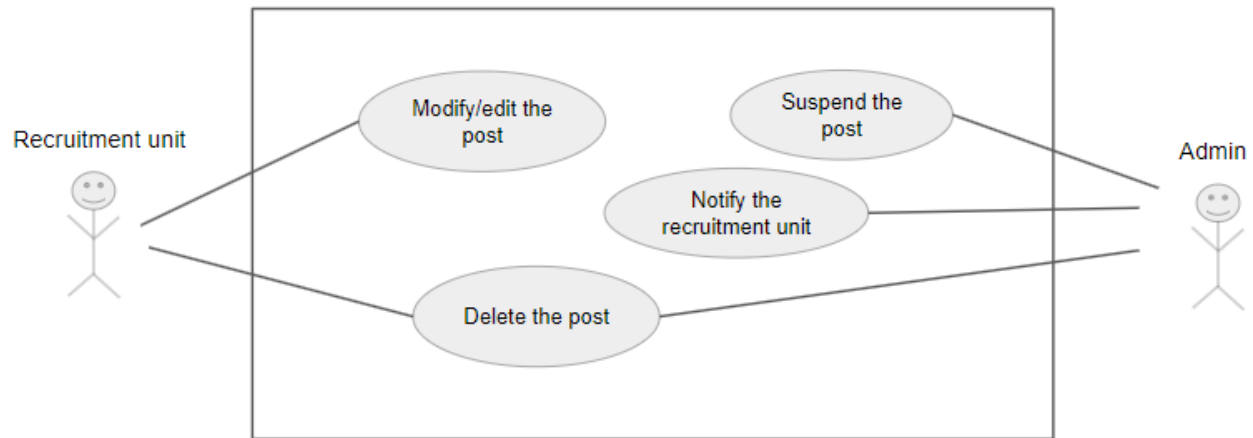 Recruitment unit
Modify/edit the
post
Suspend the
post
Admin
Notify the
recruitment unit
Delete the post